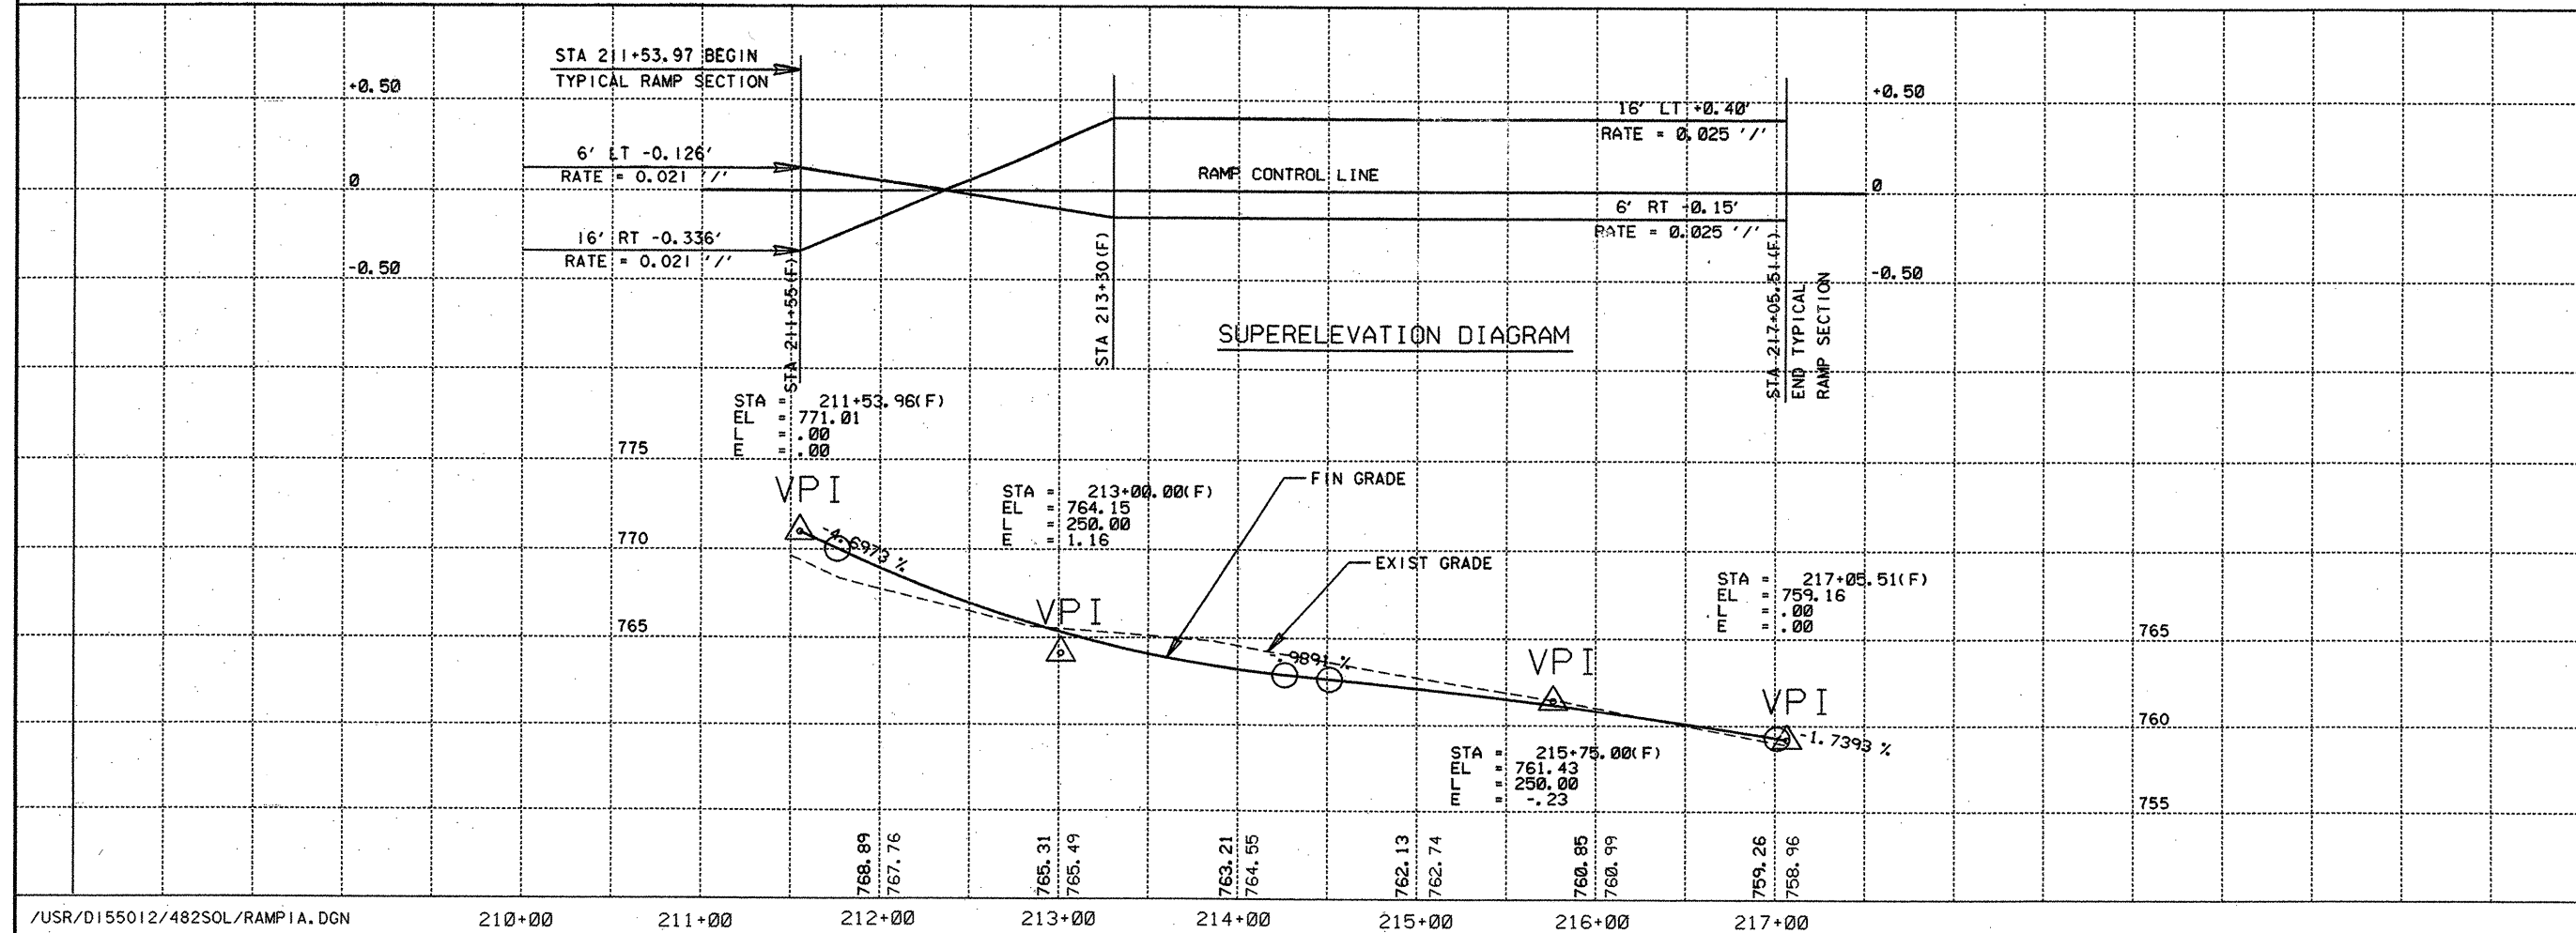 STA 211+53.97 BEGIN
TYPICAL RAMP SECTION
+0.50
+0.50
16' LT +0.40'
RATE = 0.025 '/'
6' LT -0.126'
RATE = 0.021 '/'
0
RAMP CONTROL LINE
0
6' RT -0.15'
RATE = 0.025 '/'
16' RT -0.336'
RATE = 0.021 '/'
-0.50
-0.50
STA 211+55(F)
STA 213+30(F)
STA 217+05.51(F)
END TYPICAL
RAMP SECTION
SUPERELEVATION DIAGRAM
STA = 211+53.96(F)
EL = 771.01
L = .00
E = .00
775
VPI
STA = 213+00.00(F)
EL = 764.15
L = 250.00
E = 1.16
FIN GRADE
-4.6973 %
770
EXIST GRADE
STA = 217+05.51(F)
EL = 759.16
L = .00
E = .00
VPI
765
765
-.9891 %
VPI
VPI
760
-1.7393 %
STA = 215+75.00(F)
EL = 761.43
L = 250.00
E = -.23
755
768.89
767.76
765.31
765.49
763.21
764.55
762.13
762.74
760.85
760.99
759.26
758.96
/USR/D155012/482SOL/RAMP1A.DGN
210+00
211+00
212+00
213+00
214+00
215+00
216+00
217+00